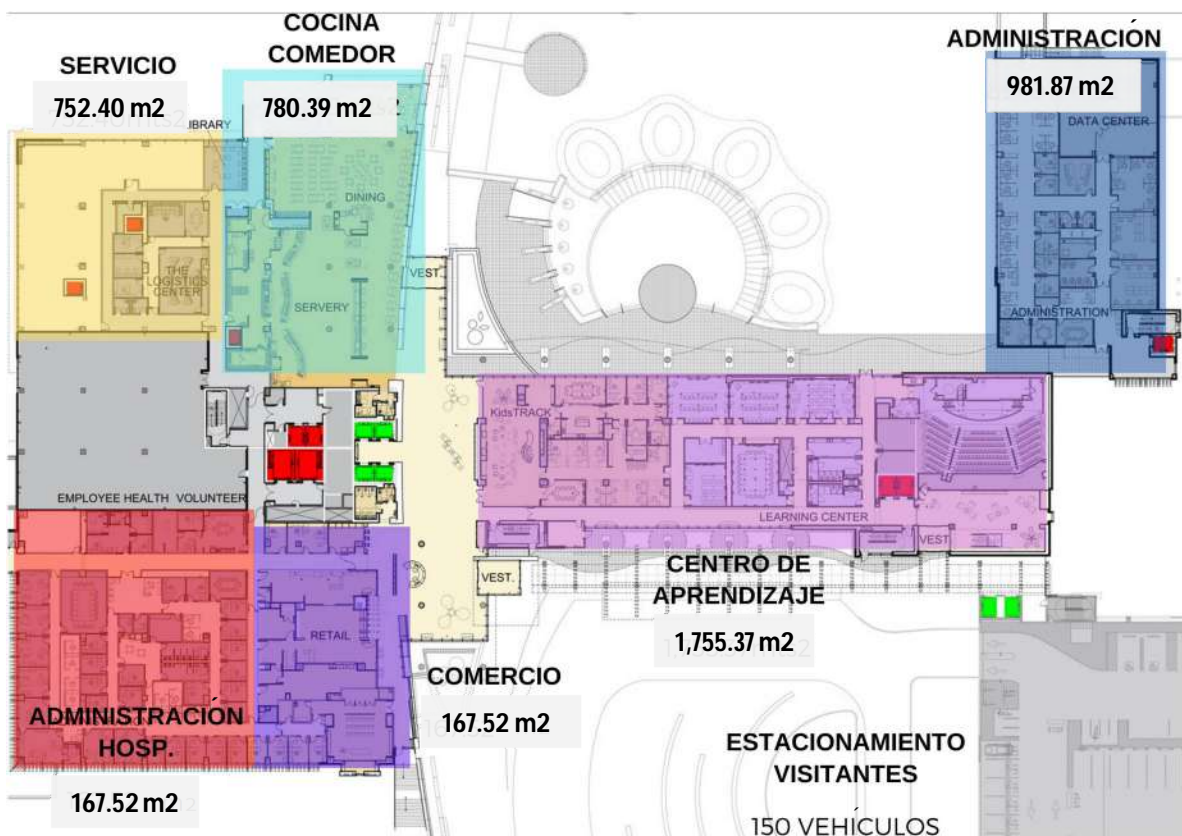 COCINA
COMEDOR
780.39 m2
SERVICIO
752.40 m2
ADMINISTRACIÓN
981.87 m2
LIBRARY
DATA CENTER
DINING
THE
LOGISTICS
CENTER
VEST.
SERVERY
ADMINISTRATION
KidsTRACK
EMPLOYEE HEALTH VOLUNTEER
LEARNING CENTER
VEST
VEST.
CENTRO DE
APRENDIZAJE
1,755.37 m2
RETAIL
COMERCIO
167.52 m2
ADMINISTRACIÓN
HOSP.
167.52 m2
ESTACIONAMIENTO
VISITANTES
150 VEHÍCULOS